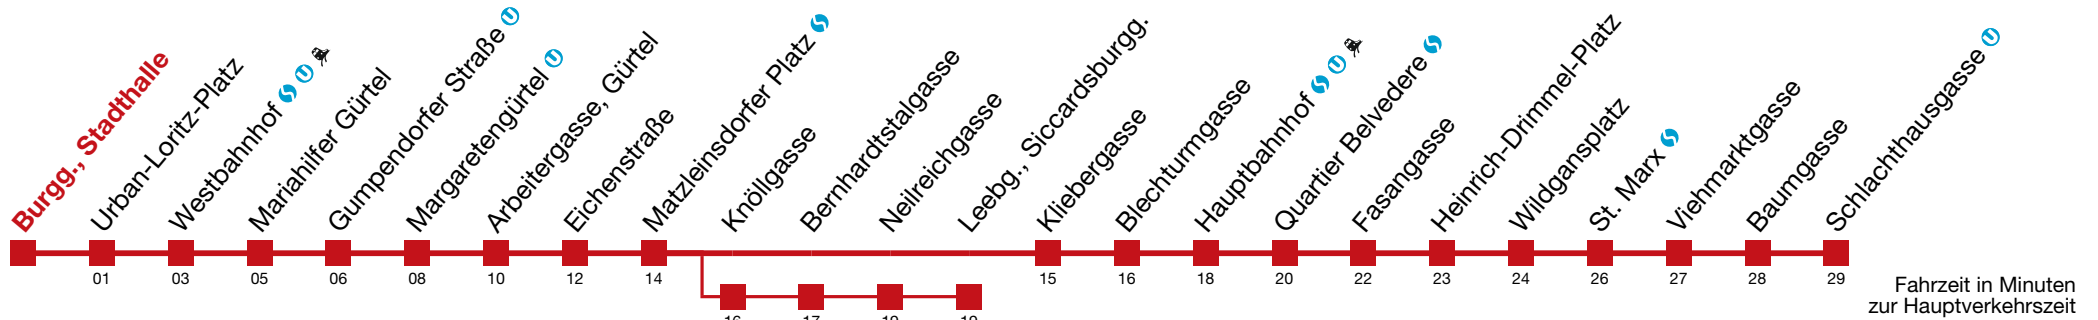 Burgg., Stadthalle
Urban-Loritz-Platz
Westbahnhof
Mariahilfer Gürtel
Gumpendorfer Straße U
Margaretengürtel U
Arbeitergasse, Gürtel
Eichenstraße
Matzleinsdorfer Platz
Knöllgasse
Bernhardtstalgasse
Neilreichgasse
Leebg., Siccardsburgg.
Kliebergasse
Blechturmgasse
Hauptbahnhof
Quartier Belvedere
Fasangasse
Heinrich-Drimmel-Platz
Wildgansplatz
St. Marx
Viehmarktgasse
Baumgasse
Schlachthausgasse U
01 03 05 06 08 10 12 14 15 16 18 20 22 23 24 26 27 28 29
Fahrzeit in Minuten
zur Hauptverkehrszeit